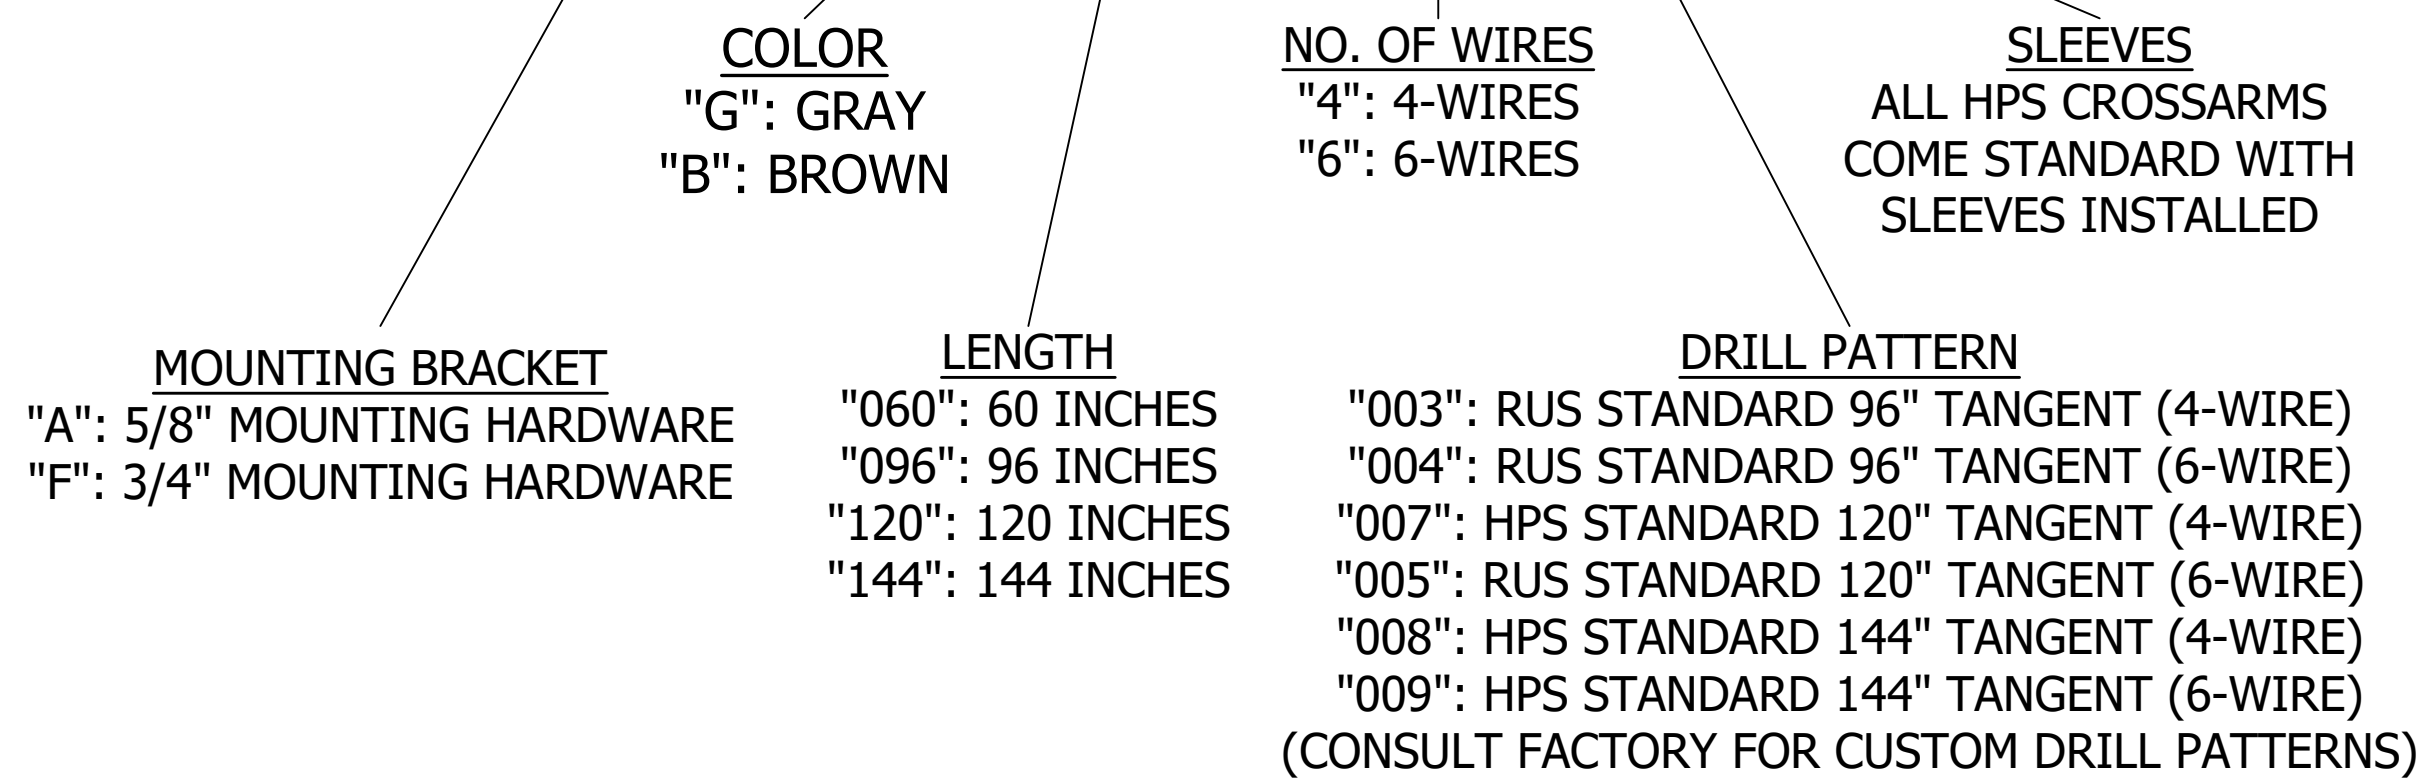 COLOR
"G": GRAY
"B": BROWN
NO. OF WIRES
"4": 4-WIRES
"6": 6-WIRES
SLEEVES
ALL HPS CROSSARMS
COME STANDARD WITH
SLEEVES INSTALLED
MOUNTING BRACKET
"A": 5/8" MOUNTING HARDWARE
"F": 3/4" MOUNTING HARDWARE
LENGTH
"060": 60 INCHES
"096": 96 INCHES
"120": 120 INCHES
"144": 144 INCHES
DRILL PATTERN
"003": RUS STANDARD 96" TANGENT (4-WIRE)
"004": RUS STANDARD 96" TANGENT (6-WIRE)
"007": HPS STANDARD 120" TANGENT (4-WIRE)
"005": RUS STANDARD 120" TANGENT (6-WIRE)
"008": HPS STANDARD 144" TANGENT (4-WIRE)
"009": HPS STANDARD 144" TANGENT (6-WIRE)
(CONSULT FACTORY FOR CUSTOM DRILL PATTERNS)